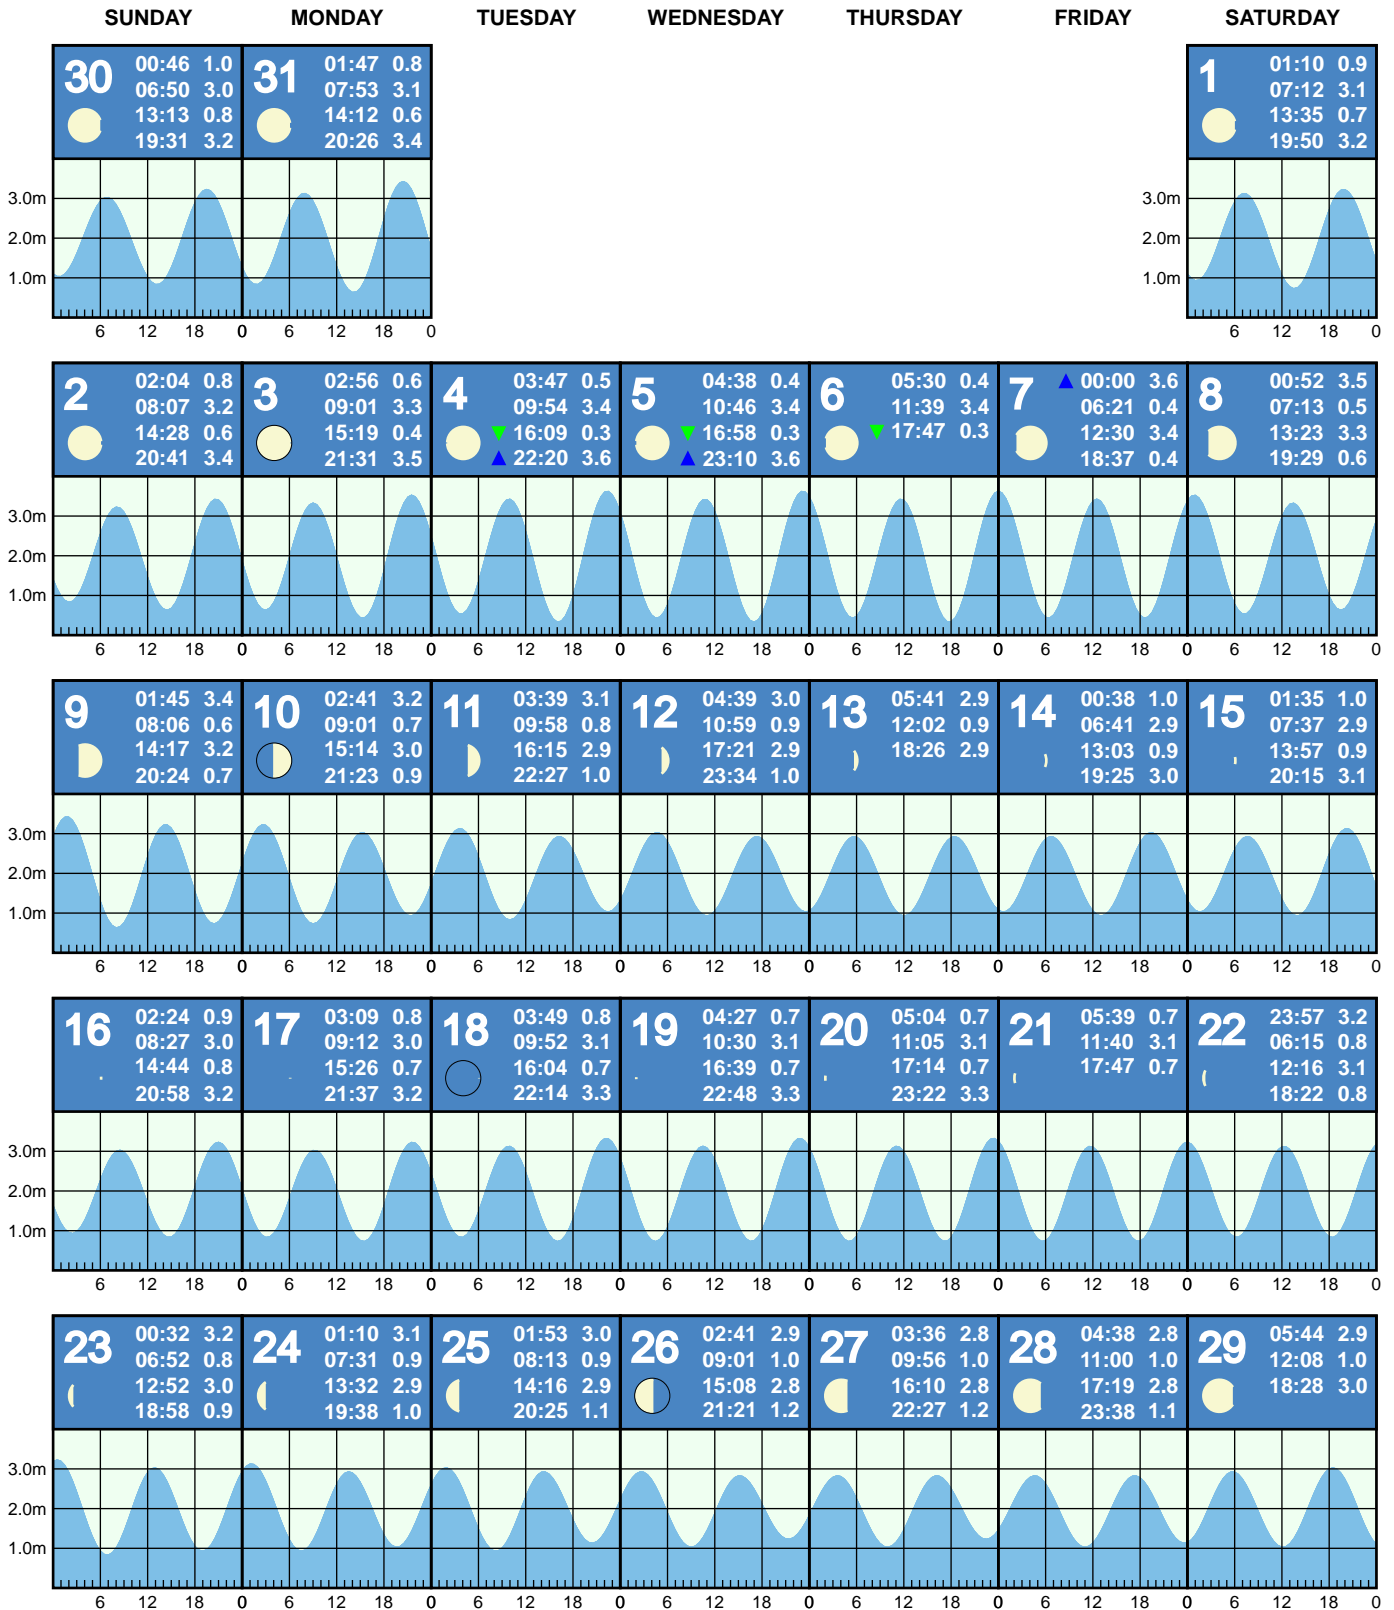 SUNDAY MONDAY TUESDAY WEDNESDAY THURSDAY FRIDAY SATURDAY
30 00:46 1.0
06:50 3.0
13:13 0.8
19:31 3.2
31 01:47 0.8
07:53 3.1
14:12 0.6
20:26 3.4
1 01:10 0.9
07:12 3.1
13:35 0.7
19:50 3.2
3.0m
2.0m
1.0m
3.0m
2.0m
1.0m
6 12 18 0 6 12 18 0 6 12 18 0
2 02:04 0.8
08:07 3.2
14:28 0.6
20:41 3.4
3 02:56 0.6
09:01 3.3
15:19 0.4
21:31 3.5
4 03:47 0.5
09:54 3.4
16:09 0.3
22:20 3.6
5 04:38 0.4
10:46 3.4
16:58 0.3
23:10 3.6
6 05:30 0.4
11:39 3.4
17:47 0.3
7 00:00 3.6
06:21 0.4
12:30 3.4
18:37 0.4
8 00:52 3.5
07:13 0.5
13:23 3.3
19:29 0.6
3.0m
2.0m
1.0m
6 12 18 0 6 12 18 0 6 12 18 0 6 12 18 0 6 12 18 0 6 12 18 0 6 12 18 0
9 01:45 3.4
08:06 0.6
14:17 3.2
20:24 0.7
10 02:41 3.2
09:01 0.7
15:14 3.0
21:23 0.9
11 03:39 3.1
09:58 0.8
16:15 2.9
22:27 1.0
12 04:39 3.0
10:59 0.9
17:21 2.9
23:34 1.0
13 05:41 2.9
12:02 0.9
18:26 2.9
14 00:38 1.0
06:41 2.9
13:03 0.9
19:25 3.0
15 01:35 1.0
07:37 2.9
13:57 0.9
20:15 3.1
3.0m
2.0m
1.0m
6 12 18 0 6 12 18 0 6 12 18 0 6 12 18 0 6 12 18 0 6 12 18 0 6 12 18 0
16 02:24 0.9
08:27 3.0
14:44 0.8
20:58 3.2
17 03:09 0.8
09:12 3.0
15:26 0.7
21:37 3.2
18 03:49 0.8
09:52 3.1
16:04 0.7
22:14 3.3
19 04:27 0.7
10:30 3.1
16:39 0.7
22:48 3.3
20 05:04 0.7
11:05 3.1
17:14 0.7
23:22 3.3
21 05:39 0.7
11:40 3.1
17:47 0.7
22 23:57 3.2
06:15 0.8
12:16 3.1
18:22 0.8
3.0m
2.0m
1.0m
6 12 18 0 6 12 18 0 6 12 18 0 6 12 18 0 6 12 18 0 6 12 18 0 6 12 18 0
23 00:32 3.2
06:52 0.8
12:52 3.0
18:58 0.9
24 01:10 3.1
07:31 0.9
13:32 2.9
19:38 1.0
25 01:53 3.0
08:13 0.9
14:16 2.9
20:25 1.1
26 02:41 2.9
09:01 1.0
15:08 2.8
21:21 1.2
27 03:36 2.8
09:56 1.0
16:10 2.8
22:27 1.2
28 04:38 2.8
11:00 1.0
17:19 2.8
23:38 1.1
29 05:44 2.9
12:08 1.0
18:28 3.0
3.0m
2.0m
1.0m
6 12 18 0 6 12 18 0 6 12 18 0 6 12 18 0 6 12 18 0 6 12 18 0 6 12 18 0